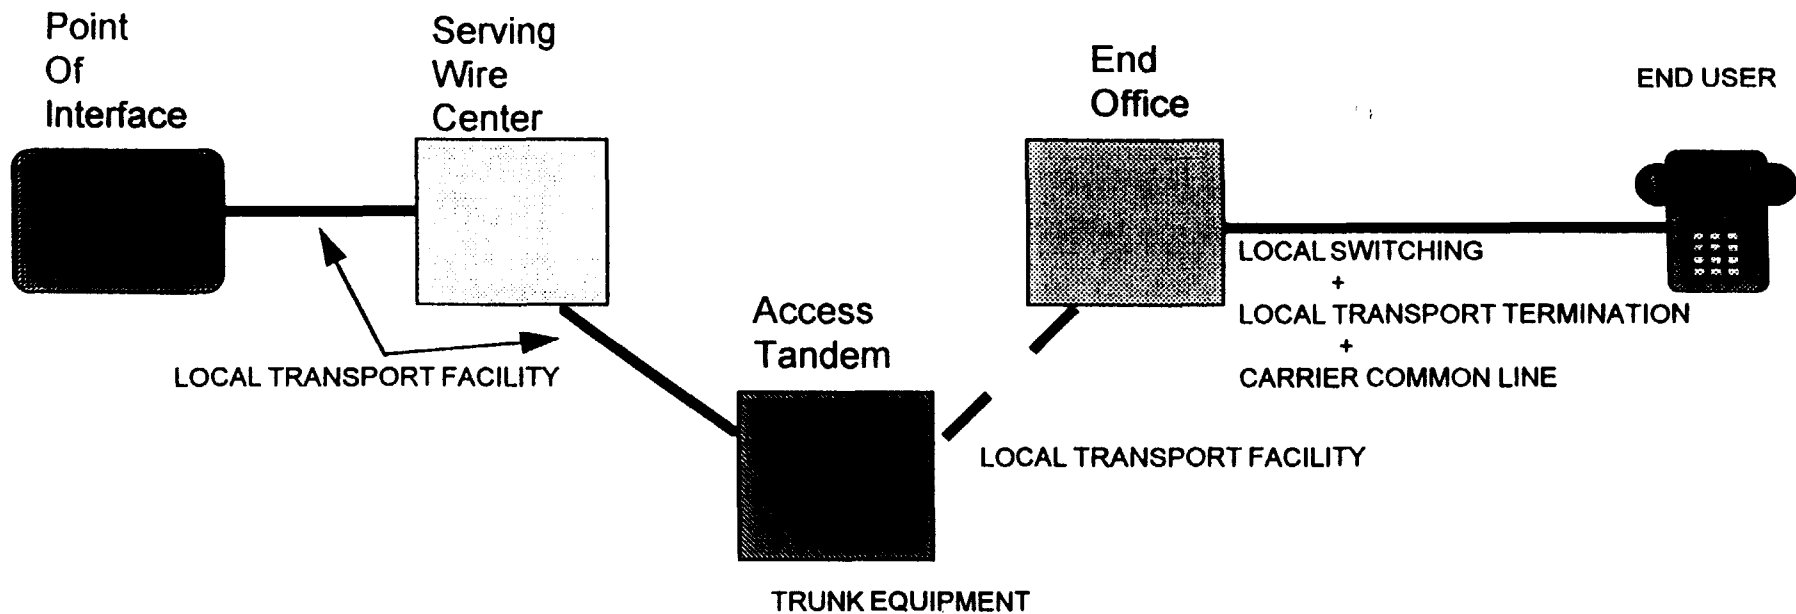 Point
Of
Interface
Serving
Wire
Center
End
Office
END USER
LOCAL SWITCHING
+
LOCAL TRANSPORT TERMINATION
+
CARRIER COMMON LINE
Access
Tandem
LOCAL TRANSPORT FACILITY
LOCAL TRANSPORT FACILITY
TRUNK EQUIPMENT